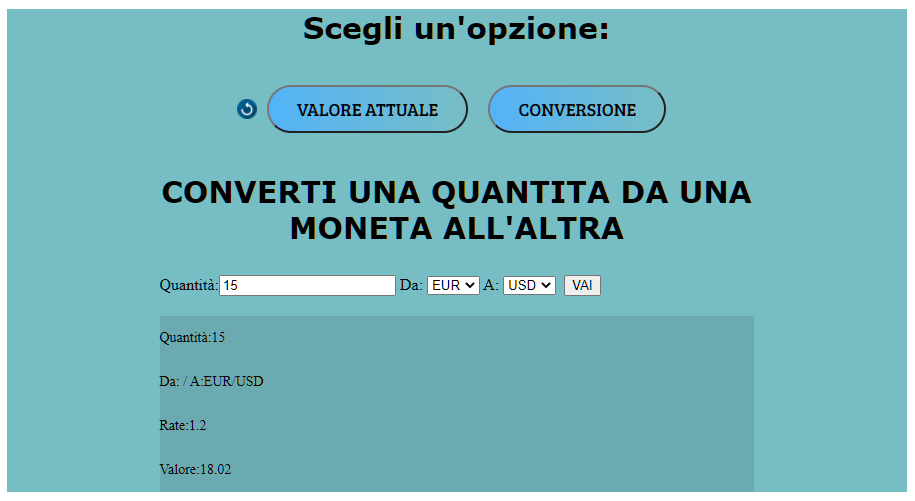 Scegli un'opzione:
VALORE ATTUALE CONVERSIONE
CONVERTI UNA QUANTITA DA UNA
MONETA ALL'ALTRA
Quantità: 15 Da: EUR A: USD VAI
Quantità:15
Da: / A:EUR/USD
Rate:1.2
Valore:18.02